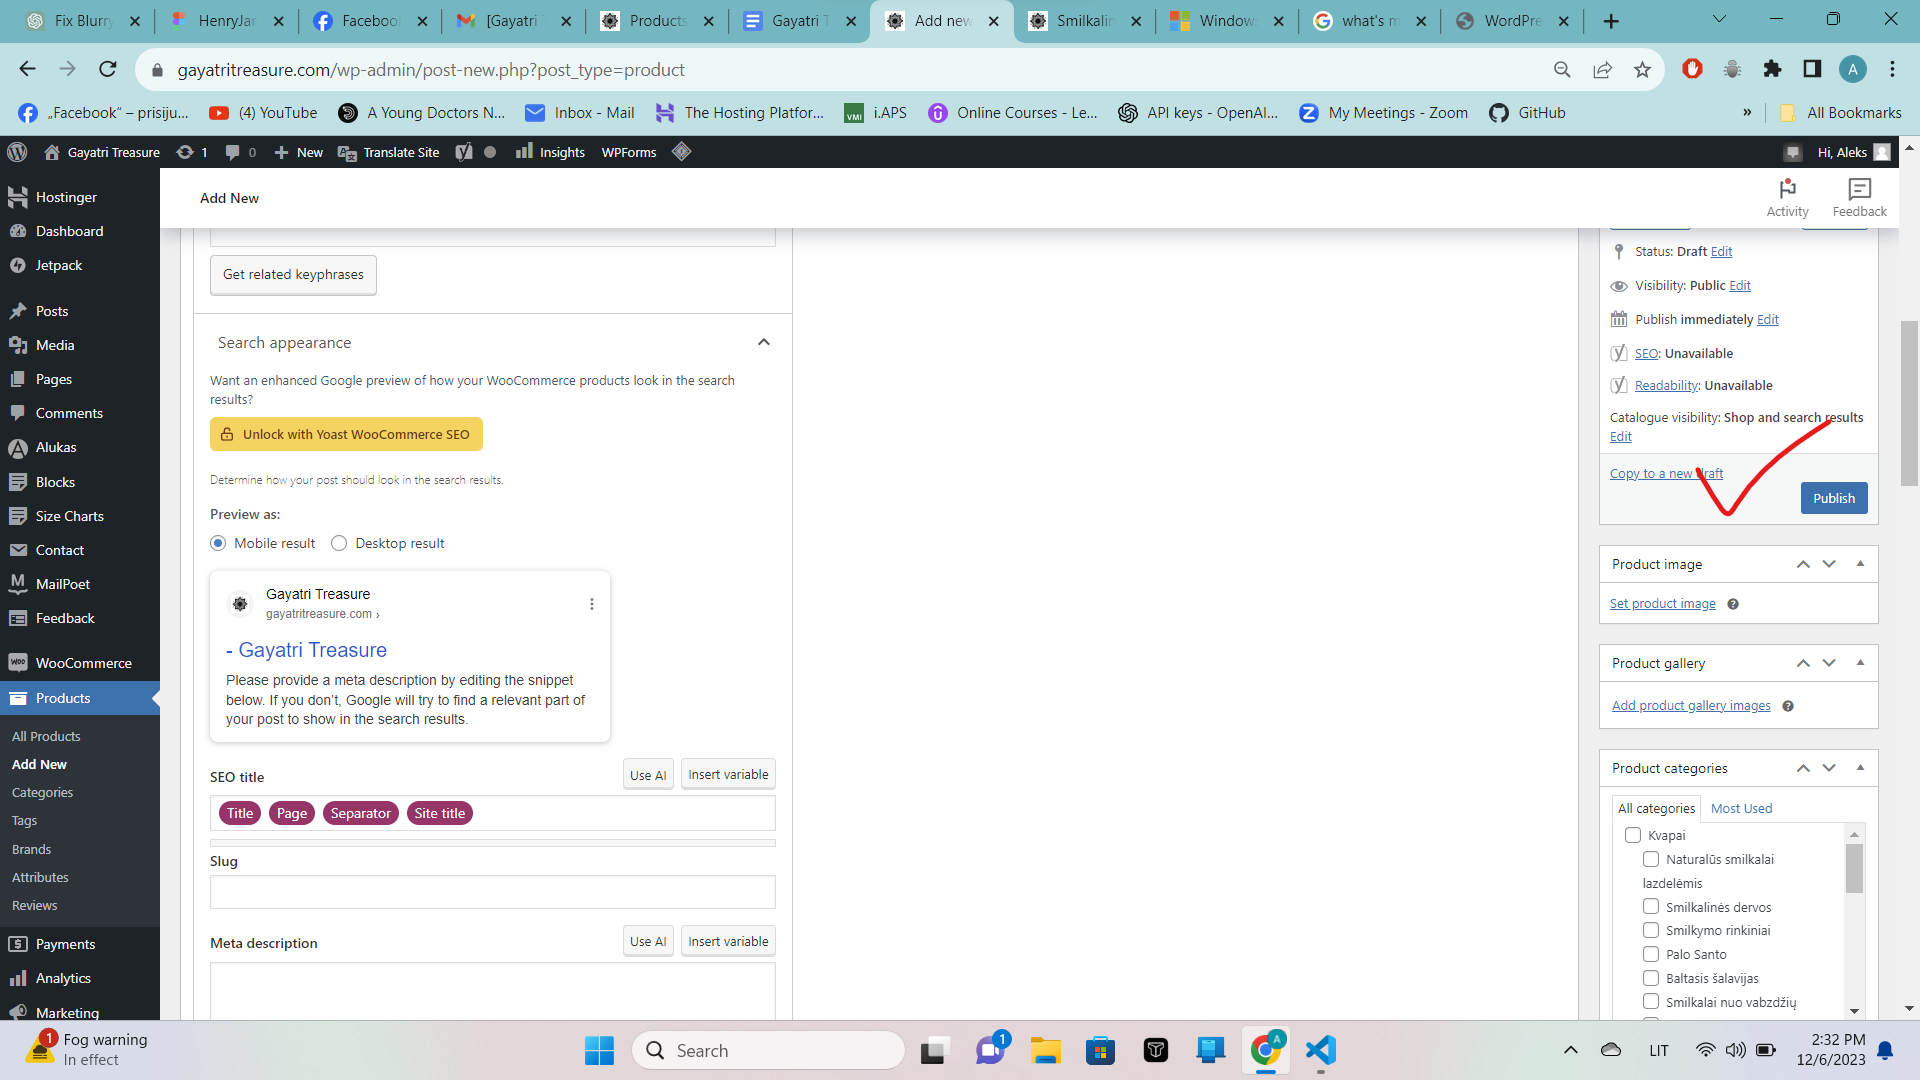 Fix Blurry
HenryJar
Facebook
[Gayatri T
Products
Gayatri T
Add new
Smilkalin
Window
what's m
WordPre
gayatritreasure.com/wp-admin/post-new.php?post_type=product
A
„Facebook“ – prisiju...
(4) YouTube
A Young Doctors N...
Inbox - Mail
The Hosting Platfor...
VMI
i.APS
Online Courses - Le...
API keys - OpenAI...
My Meetings - Zoom
GitHub
»
All Bookmarks
Gayatri Treasure
1
0
New
Translate Site
Insights
WPForms
Hi, Aleks
Hostinger
Dashboard
Jetpack
Posts
Media
Pages
Comments
Alukas
Blocks
Size Charts
Contact
MailPoet
Feedback
WooCommerce
Products
All Products
Add New
Categories
Tags
Brands
Attributes
Reviews
Payments
Analytics
Marketing
Add New
Activity
Feedback
Get related keyphrases
Search appearance
Want an enhanced Google preview of how your WooCommerce products look in the search
results?
Unlock with Yoast WooCommerce SEO
Determine how your post should look in the search results.
Preview as:
Mobile result
Desktop result
Gayatri Treasure
gayatritreasure.com ›
- Gayatri Treasure
Please provide a meta description by editing the snippet
below. If you don’t, Google will try to find a relevant part of
your post to show in the search results.
SEO title
Use AI
Insert variable
Title
Page
Separator
Site title
Slug
Meta description
Use AI
Insert variable
Status: Draft Edit
Visibility: Public Edit
Publish immediately Edit
SEO: Unavailable
Readability: Unavailable
Catalogue visibility: Shop and search results
Edit
Copy to a new draft
Publish
Product image
Set product image
Product gallery
Add product gallery images
Product categories
All categories
Most Used
Kvapai
Naturalūs smilkalai
lazdelėmis
Smilkalinės dervos
Smilkymo rinkiniai
Palo Santo
Baltasis šalavijas
Smilkalai nuo vabzdžių
1
Fog warning
In effect
Search
1
A
LIT
2:32 PM
12/6/2023